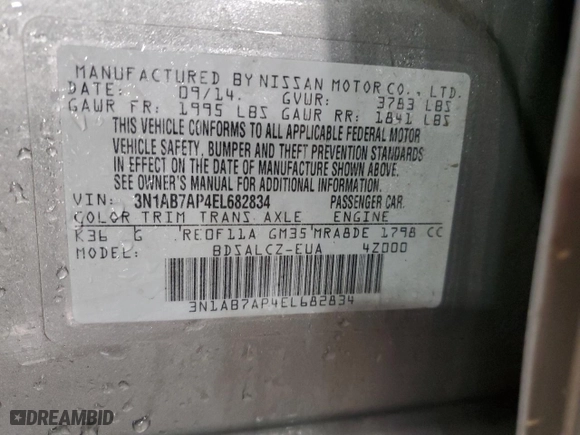 MANUFACTURED BY NISSAN MOTOR CO., LTD.
DATE: 09/14. GVUR: 3783 LBS
GAUR FR: 1995 LBS GAUR RR: 1841 LBS
THIS VEHICLE CONFORMS TO ALL APPLICABLE FEDERAL MOTOR
VEHICLE SAFETY, BUMPER AND THEFT PREVENTION STANDARDS
IN EFFECT ON THE DATE OF MANUFACTURE SHOWN ABOVE.
SEE OWNER'S MANUAL FOR ADDITIONAL INFORMATION.
VIN: 3N1AB7AP4EL682834 PASSENGER CAR.
COLOR TRIM TRANS. AXLE ENGINE
K36 G RE0F11A GM35 MRA8DE 1798 CC
MODEL: BDSALCZ-EUA 4Z000
3N1AB7AP4EL682834
DREAMBID